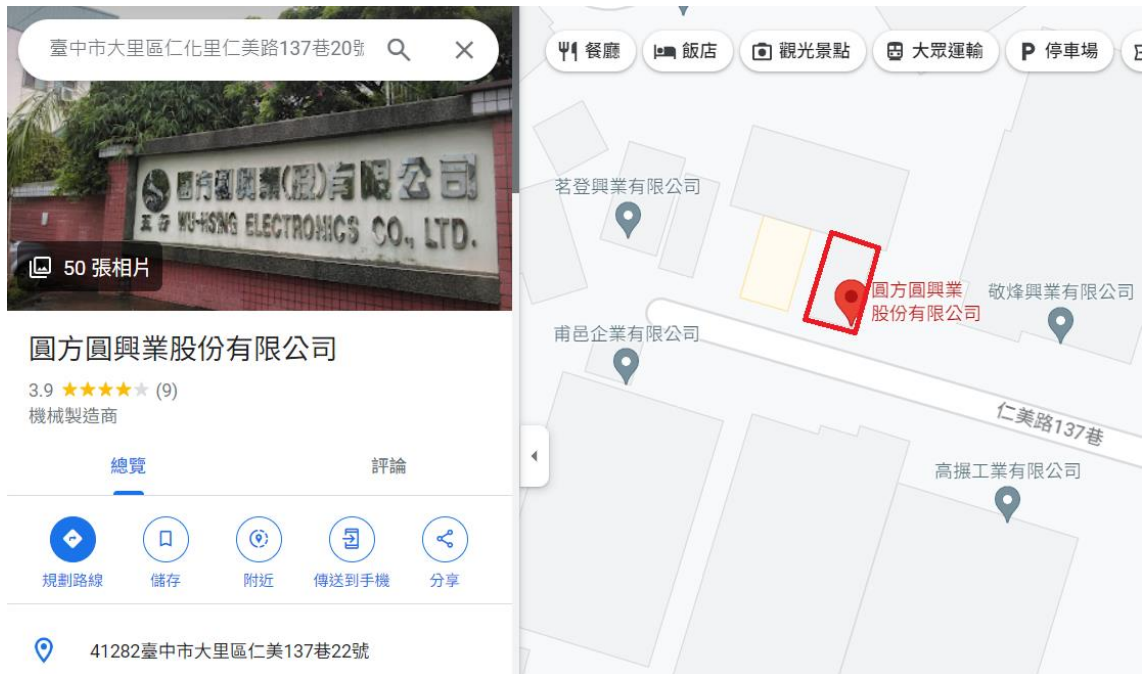 臺中市大里區仁化里仁美路137巷20號
圓方圓興業(股)有限公司
五行 WU-HSING ELECTRONICS CO., LTD.
50 張相片
圓方圓興業股份有限公司
3.9 (9)
機械製造商
總覽 評論
規劃路線 儲存 附近 傳送到手機 分享
41282臺中市大里區仁美137巷22號
餐廳 飯店 觀光景點 大眾運輸 P 停車場
茗登興業有限公司
圓方圓興業
股份有限公司
敬烽興業有限公司
甫邑企業有限公司
仁美路137巷
高搌工業有限公司